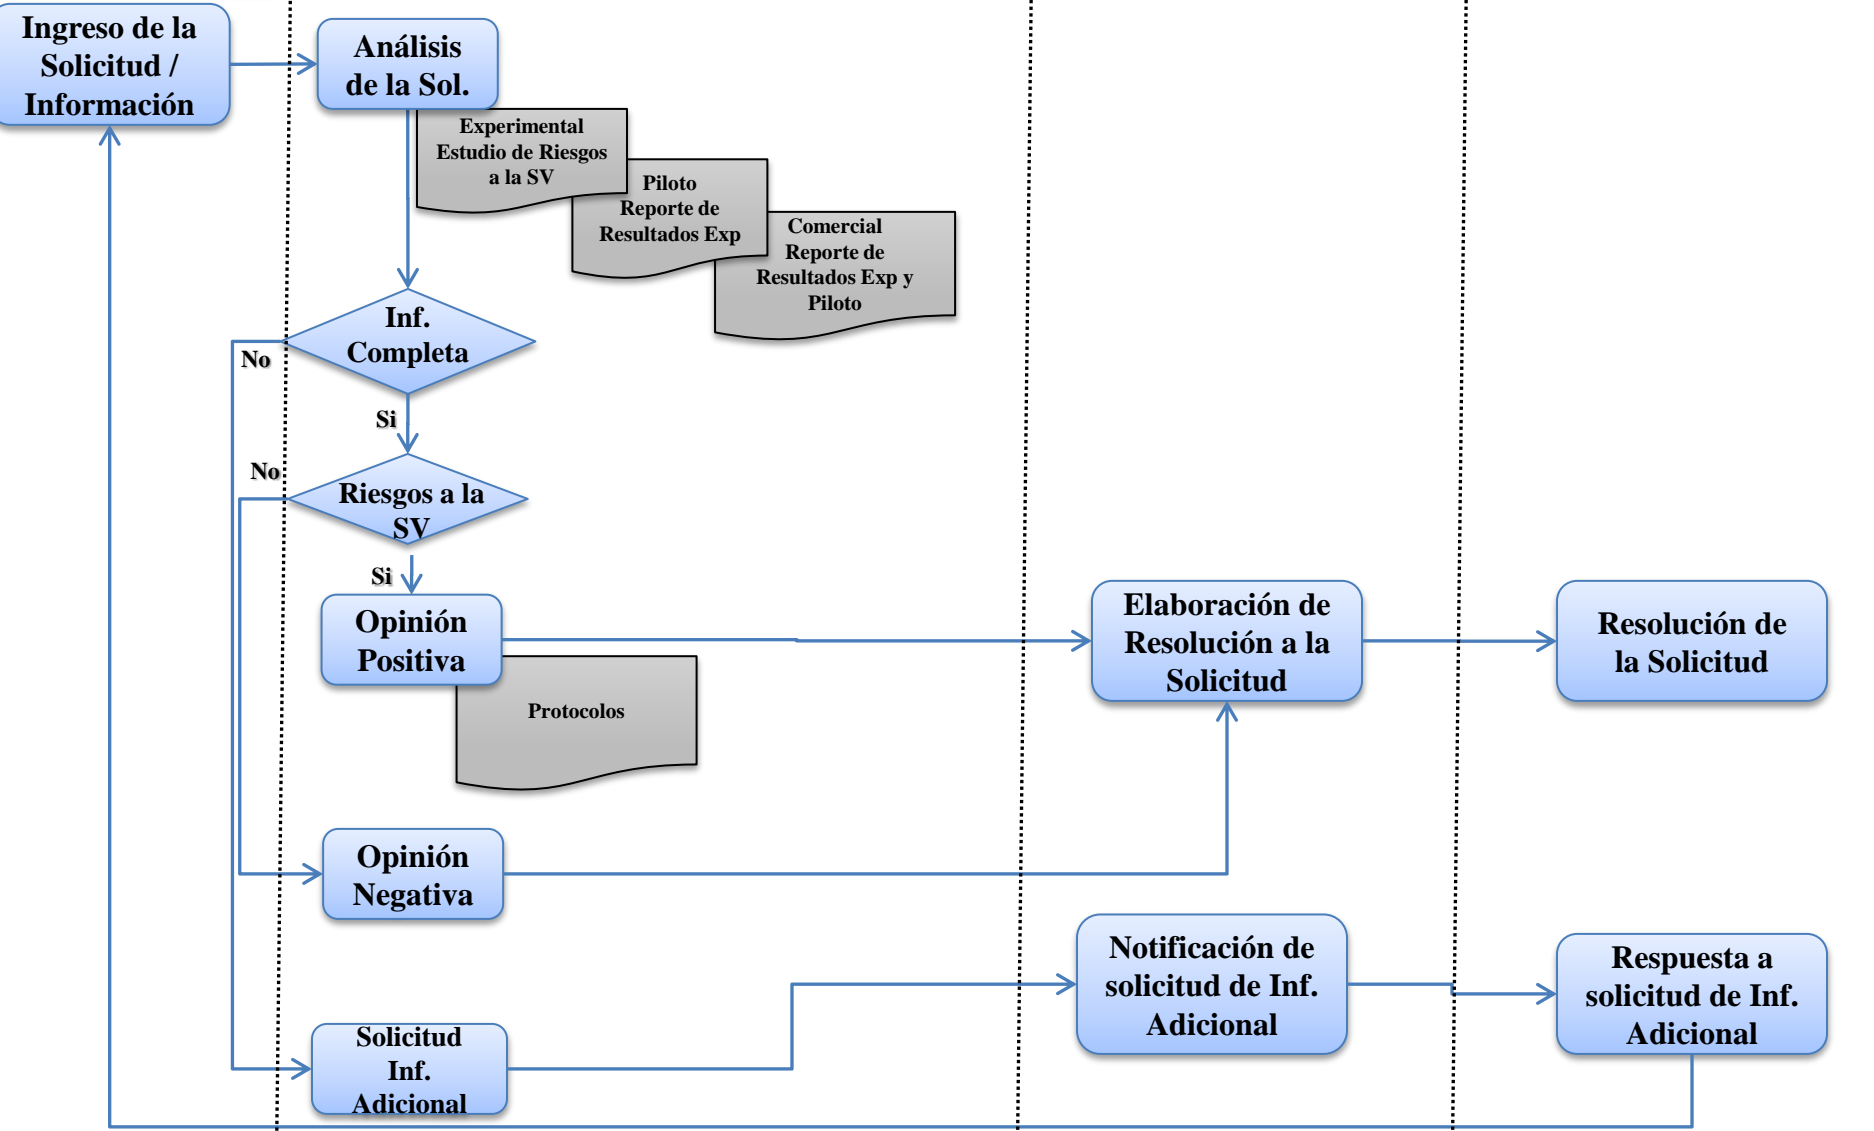 Ingreso de la
Solicitud /
Información
Análisis
de la Sol.
Experimental
Estudio de Riesgos
a la SV
Piloto
Reporte de
Resultados Exp
Comercial
Reporte de
Resultados Exp y
Piloto
Inf.
Completa
No
Si
No
Riesgos a la
SV
Si
Opinión
Positiva
Protocolos
Elaboración de
Resolución a la
Solicitud
Resolución de
la Solicitud
Opinión
Negativa
Notificación de
solicitud de Inf.
Adicional
Respuesta a
solicitud de Inf.
Adicional
Solicitud
Inf.
Adicional